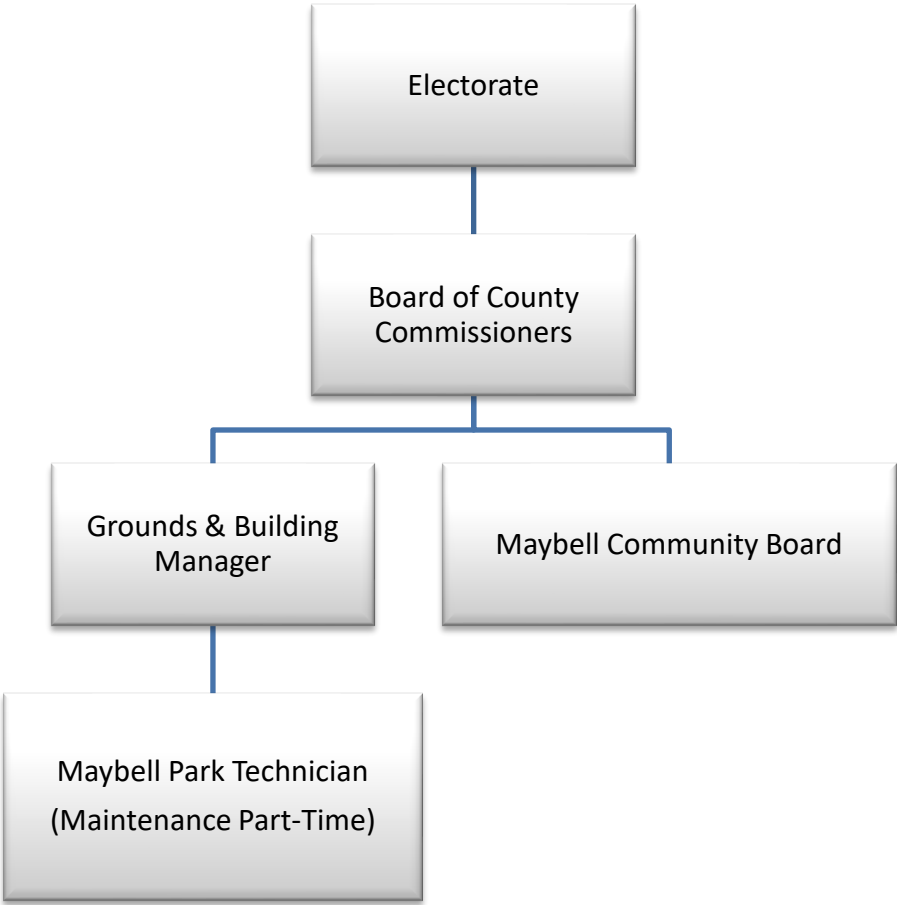 Electorate
Board of County
Commissioners
Grounds & Building
Manager
Maybell Community Board
Maybell Park Technician
(Maintenance Part-Time)